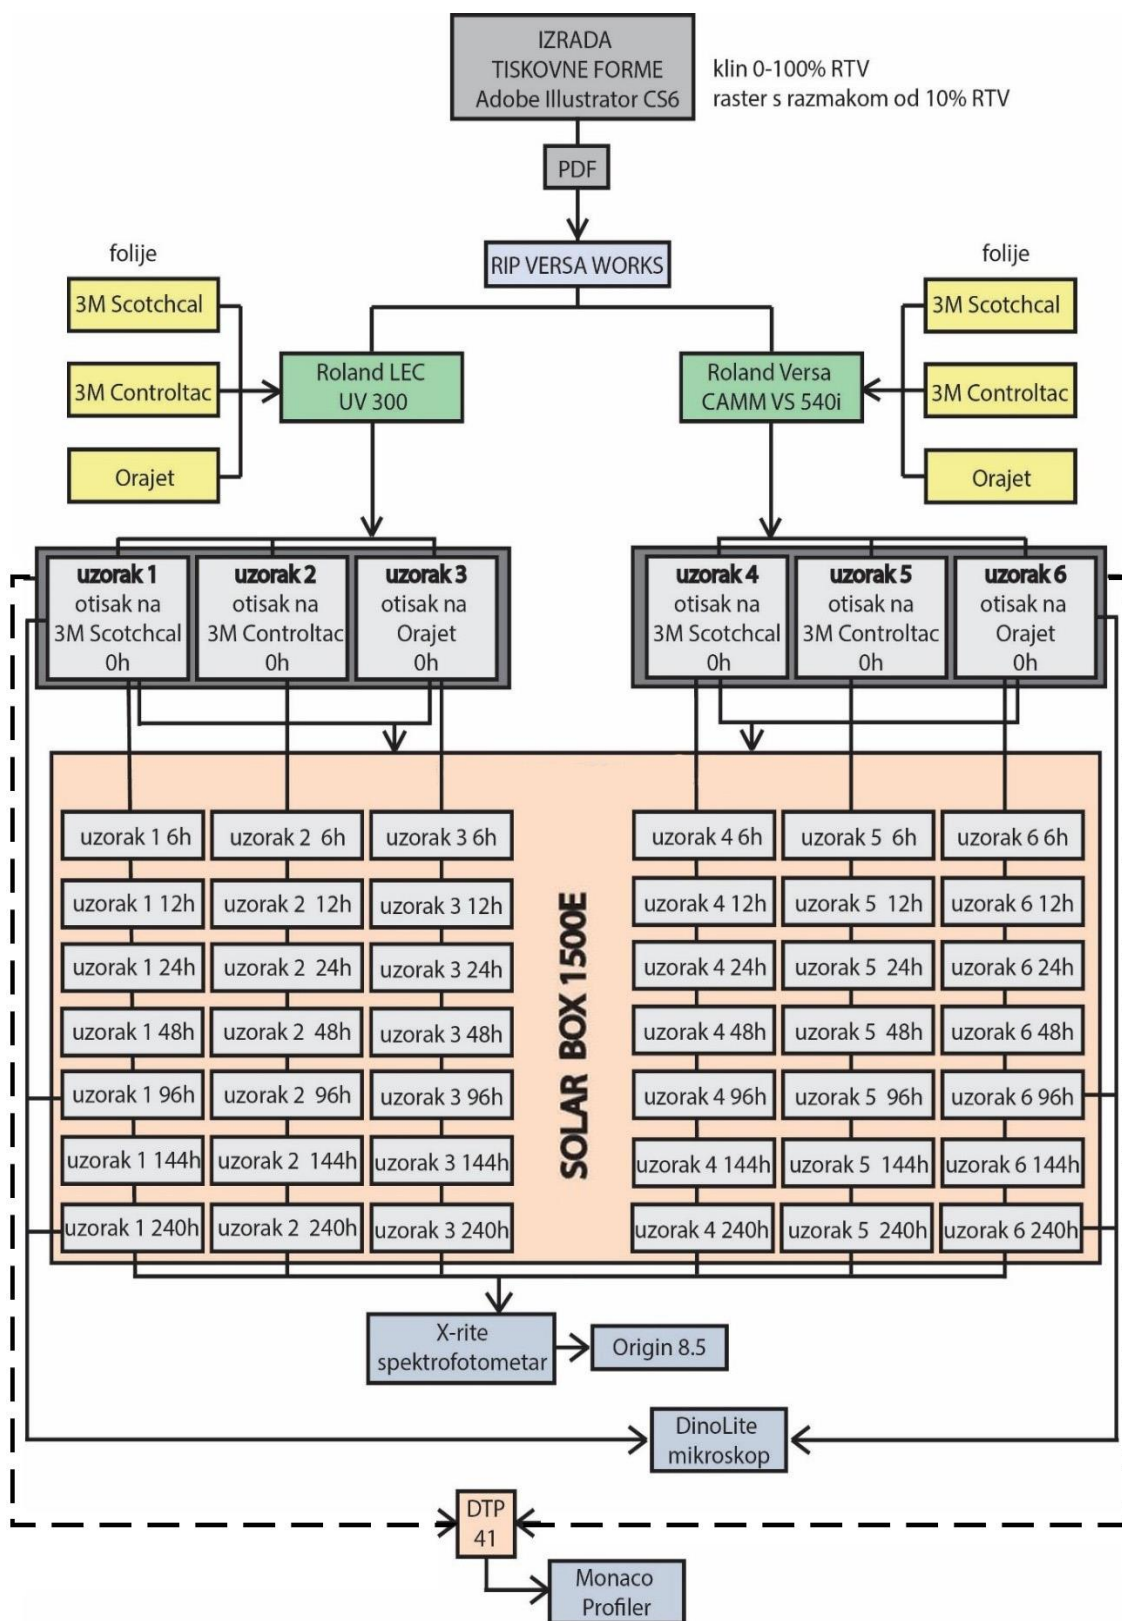 IZRADA
TISKOVNE FORME
Adobe Illustrator CS6
klin 0-100% RTV
raster s razmakom od 10% RTV
PDF
RIP VERSA WORKS
folije
folije
3M Scotchcal
3M Controltac
Orajet
Roland LEC
UV 300
Roland Versa
CAMM VS 540i
3M Scotchcal
3M Controltac
Orajet
uzorak 1
otisak na
3M Scotchcal
0h
uzorak 2
otisak na
3M Controltac
0h
uzorak 3
otisak na
Orajet
0h
uzorak 4
otisak na
3M Scotchcal
0h
uzorak 5
otisak na
3M Controltac
0h
uzorak 6
otisak na
Orajet
0h
uzorak 1 6h
uzorak 2 6h
uzorak 3 6h
uzorak 4 6h
uzorak 5 6h
uzorak 6 6h
uzorak 1 12h
uzorak 2 12h
uzorak 3 12h
uzorak 4 12h
uzorak 5 12h
uzorak 6 12h
uzorak 1 24h
uzorak 2 24h
uzorak 3 24h
uzorak 4 24h
uzorak 5 24h
uzorak 6 24h
uzorak 1 48h
uzorak 2 48h
uzorak 3 48h
uzorak 4 48h
uzorak 5 48h
uzorak 6 48h
uzorak 1 96h
uzorak 2 96h
uzorak 3 96h
uzorak 4 96h
uzorak 5 96h
uzorak 6 96h
uzorak 1 144h
uzorak 2 144h
uzorak 3 144h
uzorak 4 144h
uzorak 5 144h
uzorak 6 144h
uzorak 1 240h
uzorak 2 240h
uzorak 3 240h
uzorak 4 240h
uzorak 5 240h
uzorak 6 240h
SOLAR BOX 1500E
X-rite
spektrofotometar
Origin 8.5
DinoLite
mikroskop
DTP
41
Monaco
Profiler